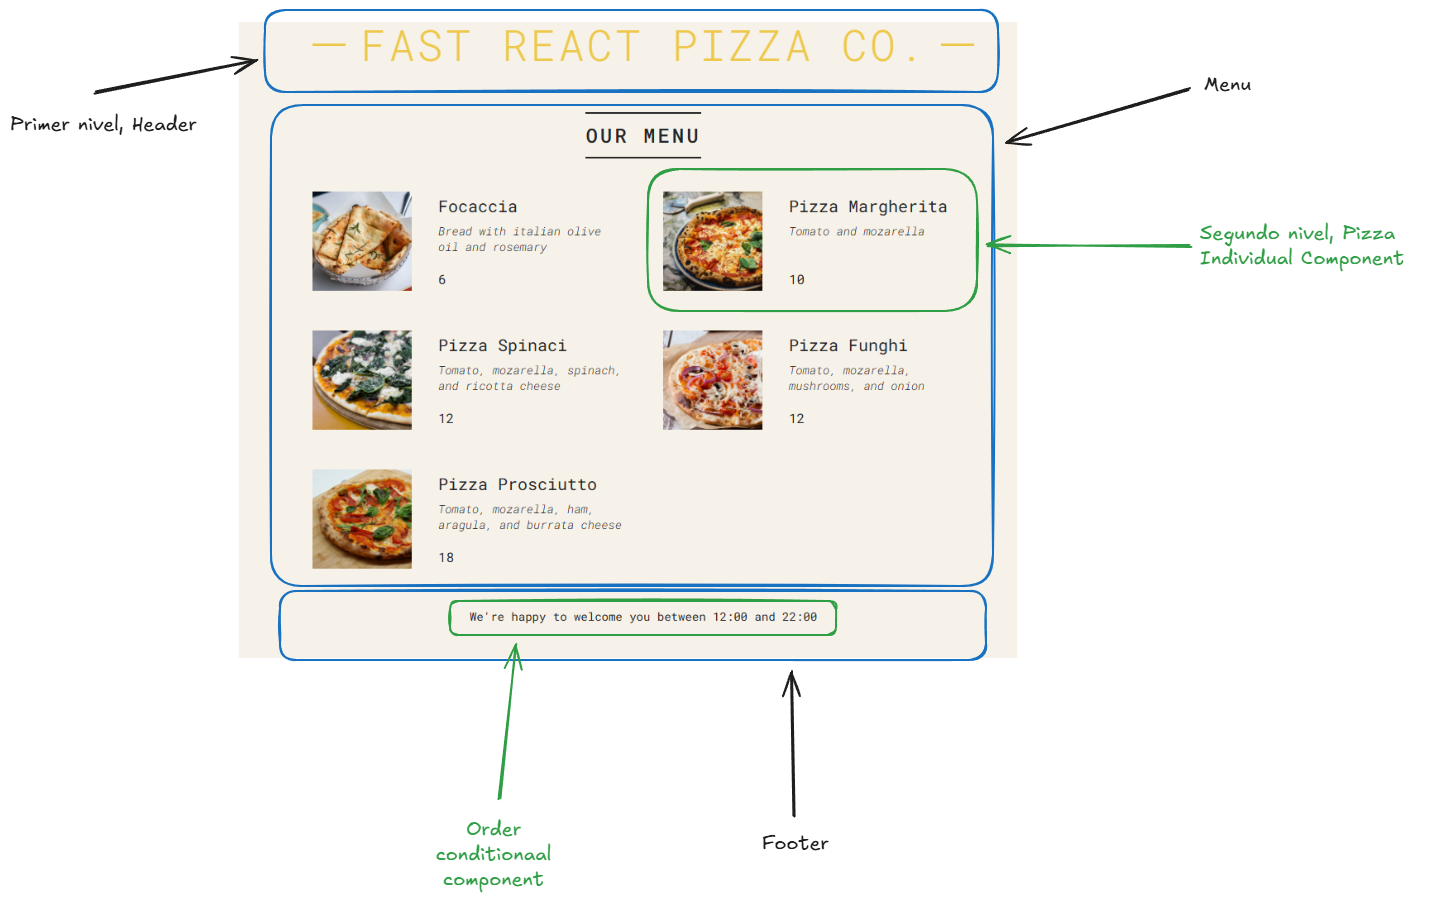 — FAST REACT PIZZA CO. —
Primer nivel, Header
Menu
OUR MENU
Focaccia
Bread with italian olive
oil and rosemary
6
Pizza Margherita
Tomato and mozarella
10
Segundo nivel, Pizza
Individual Component
Pizza Spinaci
Tomato, mozarella, spinach,
and ricotta cheese
12
Pizza Funghi
Tomato, mozarella,
mushrooms, and onion
12
Pizza Prosciutto
Tomato, mozarella, ham,
aragula, and burrata cheese
18
We're happy to welcome you between 12:00 and 22:00
Order
conditionaal
component
Footer